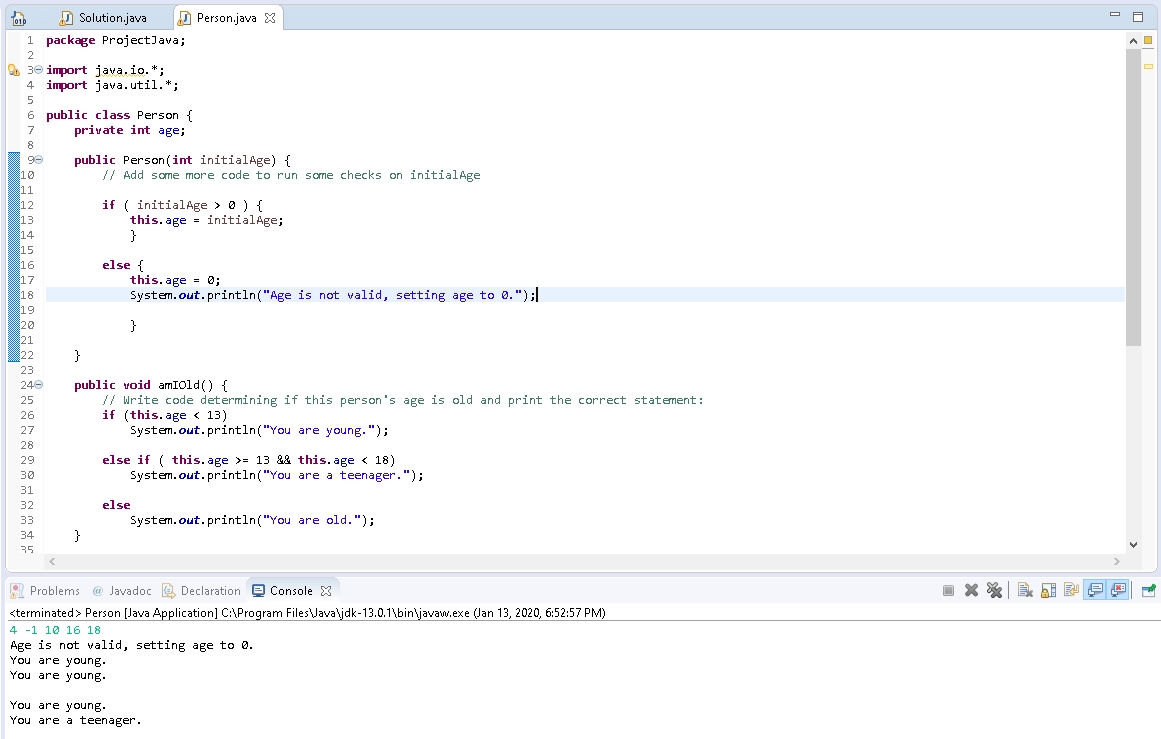 Solution.java Person.java
1 package ProjectJava;
2
3 import java.io.*;
4 import java.util.*;
5
6 public class Person {
7 private int age;
8
9 public Person(int initialAge) {
10 // Add some more code to run some checks on initialAge
11
12 if ( initialAge > 0 ) {
13 this.age = initialAge;
14 }
15
16 else {
17 this.age = 0;
18 System.out.println("Age is not valid, setting age to 0.");
19
20 }
21
22 }
23
24 public void amIOld() {
25 // Write code determining if this person's age is old and print the correct statement:
26 if (this.age < 13)
27 System.out.println("You are young.");
28
29 else if ( this.age >= 13 && this.age < 18)
30 System.out.println("You are a teenager.");
31
32 else
33 System.out.println("You are old.");
34 }
35
Problems @ Javadoc Declaration Console
<terminated> Person [Java Application] C:\Program Files\Java\jdk-13.0.1\bin\javaw.exe (Jan 13, 2020, 6:52:57 PM)
4 -1 10 16 18
Age is not valid, setting age to 0.
You are young.
You are young.
You are young.
You are a teenager.